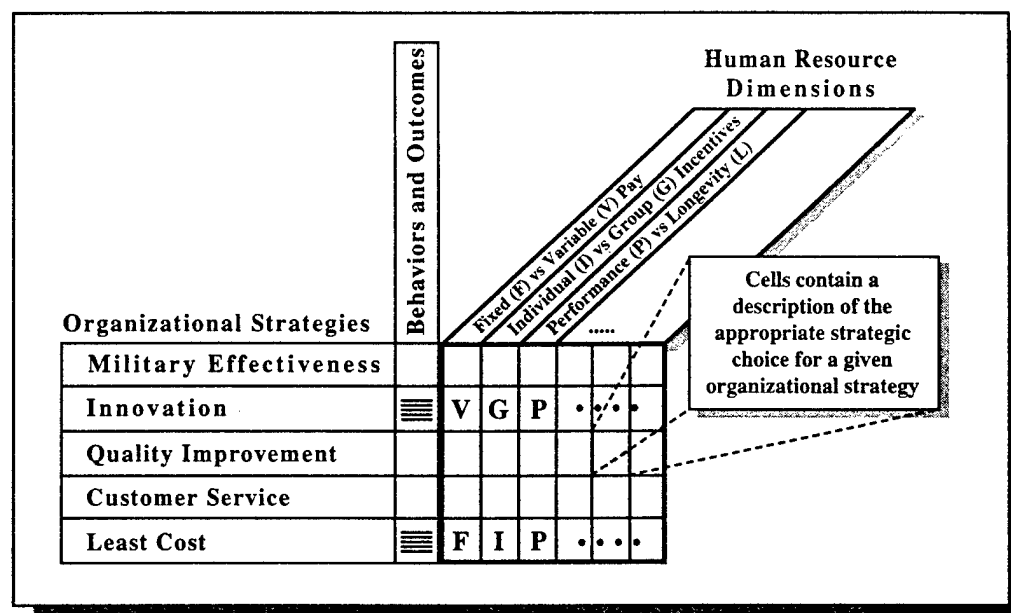 Human Resource
Dimensions
Behaviors and Outcomes
Fixed (F) vs Variable (V) Pay
Individual (I) vs Group (G) Incentives
Performance (P) vs Longevity (L)
.....
Cells contain a
description of the
appropriate strategic
choice for a given
organizational strategy
Organizational Strategies
Military Effectiveness
Innovation V G P • • • •
Quality Improvement
Customer Service
Least Cost F I P • • • •